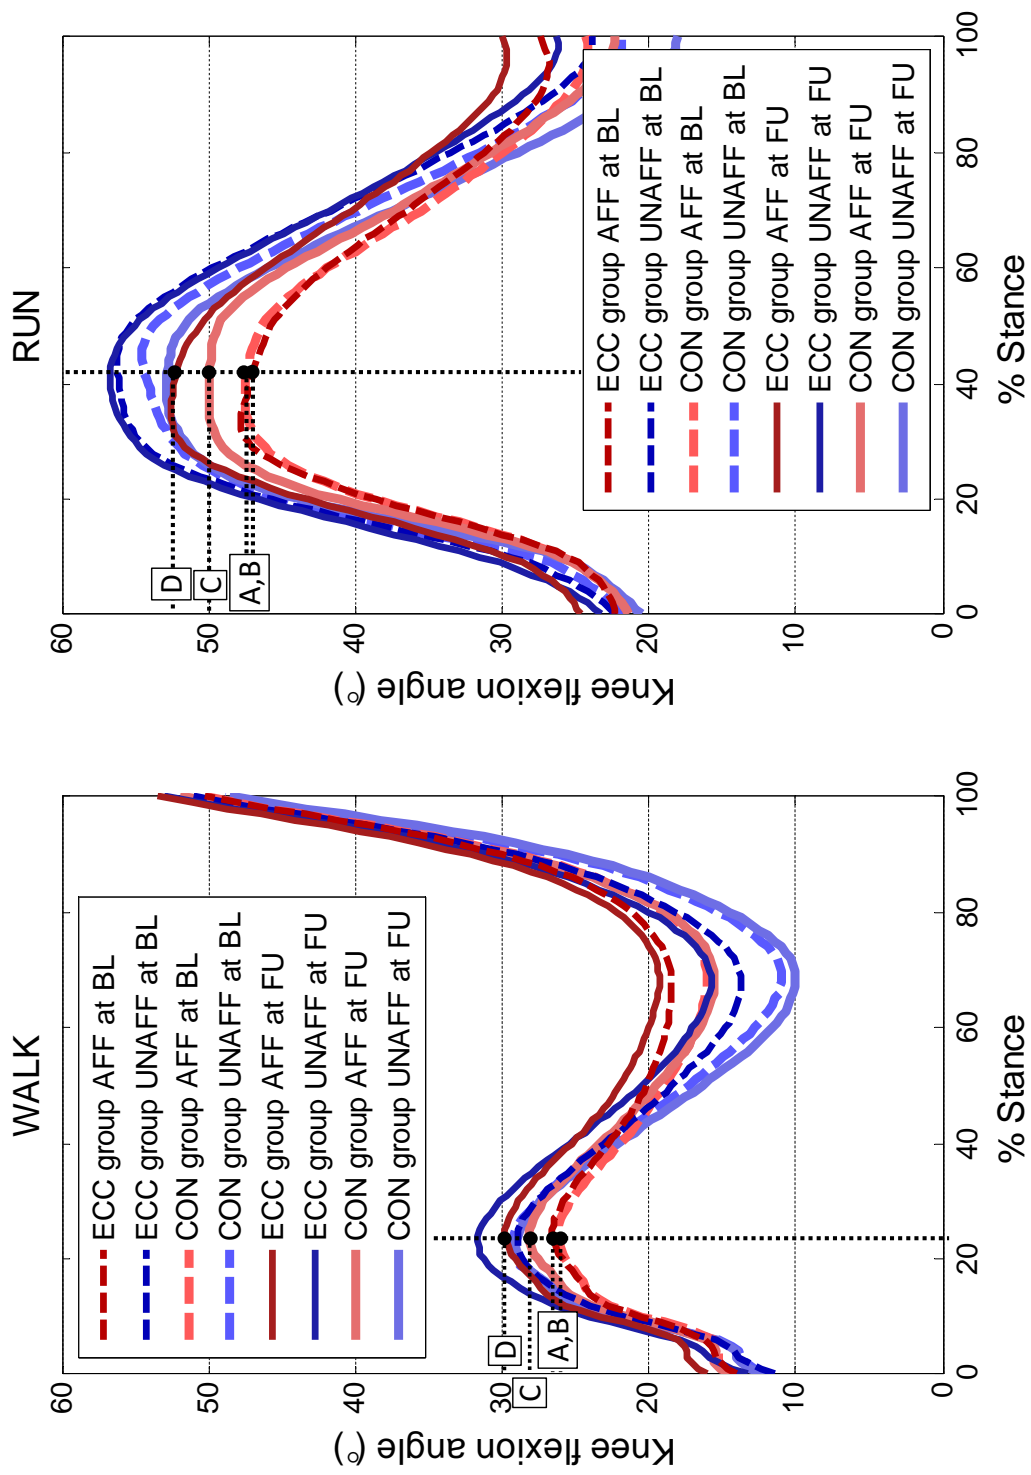 WALK
Knee flexion angle (°)
60
50
40
30
20
10
0
ECC group AFF at BL
ECC group UNAFF at BL
CON group AFF at BL
CON group UNAFF at BL
ECC group AFF at FU
ECC group UNAFF at FU
CON group AFF at FU
CON group UNAFF at FU
D
C
A,B
0
20
40
60
80
100
% Stance
RUN
Knee flexion angle (°)
60
50
40
30
20
10
0
D
C
A,B
ECC group AFF at BL
ECC group UNAFF at BL
CON group AFF at BL
CON group UNAFF at BL
ECC group AFF at FU
ECC group UNAFF at FU
CON group AFF at FU
CON group UNAFF at FU
0
20
40
60
80
100
% Stance